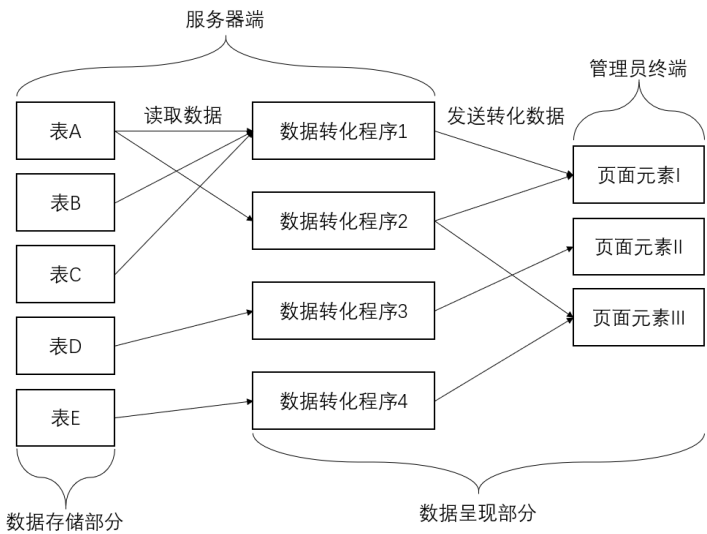 服务器端
管理员终端
表A
读取数据
数据转化程序1
发送转化数据
页面元素I
表B
数据转化程序2
页面元素II
表C
数据转化程序3
页面元素III
表D
数据转化程序4
表E
数据存储部分
数据呈现部分